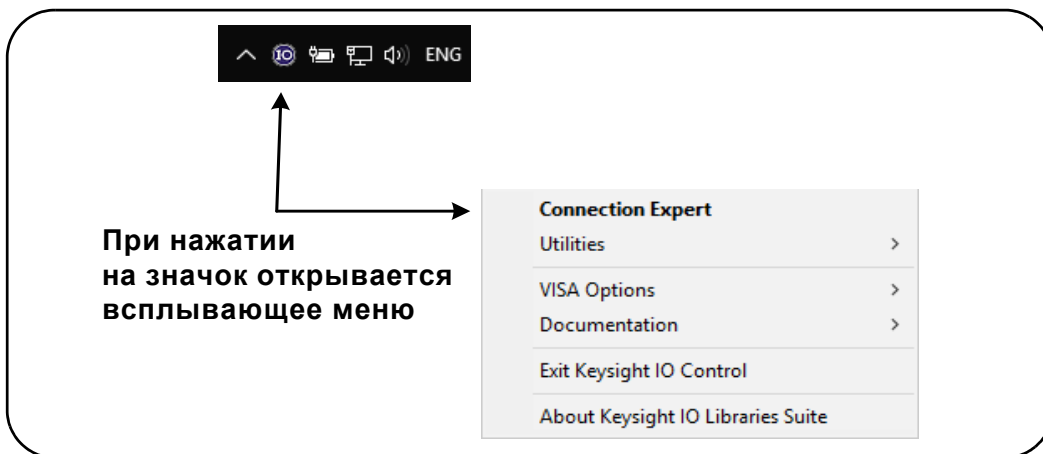 IO ENG
При нажатии
на значок открывается
всплывающее меню
Connection Expert
Utilities
VISA Options
Documentation
Exit Keysight IO Control
About Keysight IO Libraries Suite